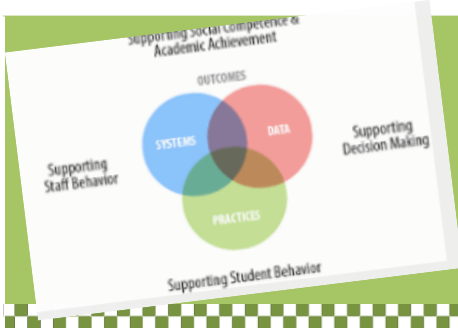 Supporting Social Competence &
Academic Achievement
OUTCOMES
SYSTEMS
DATA
Supporting
Decision Making
Supporting
Staff Behavior
PRACTICES
Supporting Student Behavior